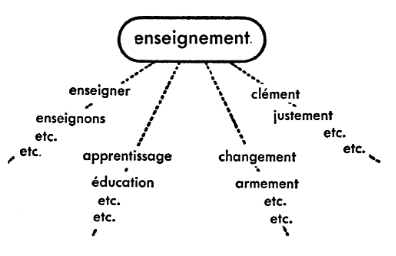 enseignement
enseigner
enseignons
etc.
etc.
apprentissage
éducation
etc.
etc.
changement
armement
etc.
etc.
clément
justement
etc.
etc.